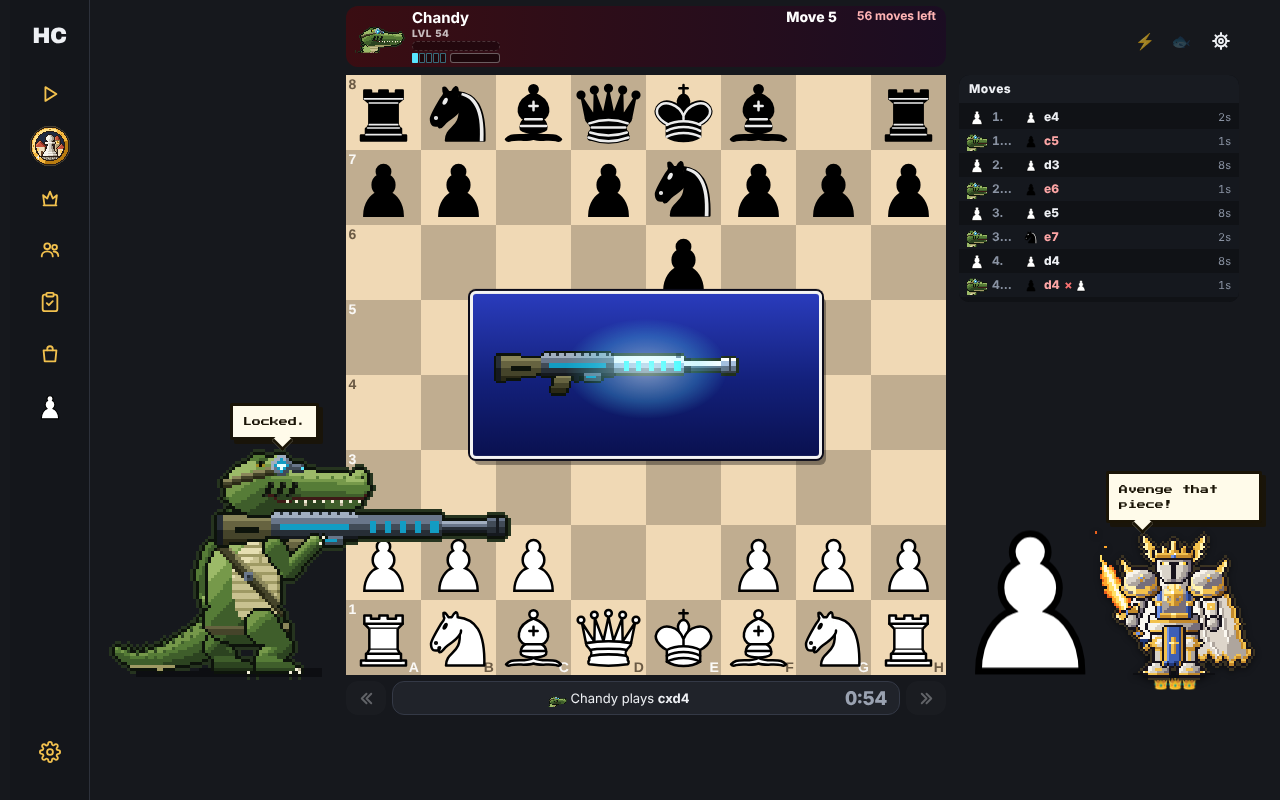 HC
Chandy
LVL 54
Move 5
56 moves left
Moves
1. e4 2s
1... c5 1s
2. d3 8s
2... e6 1s
3. e5 8s
3... e7 2s
4. d4 8s
4... d4 × 1s
8
7
6
5
4
3
1
A B C D E F G H
Locked.
Avenge that
piece!
Chandy plays cxd4
0:54